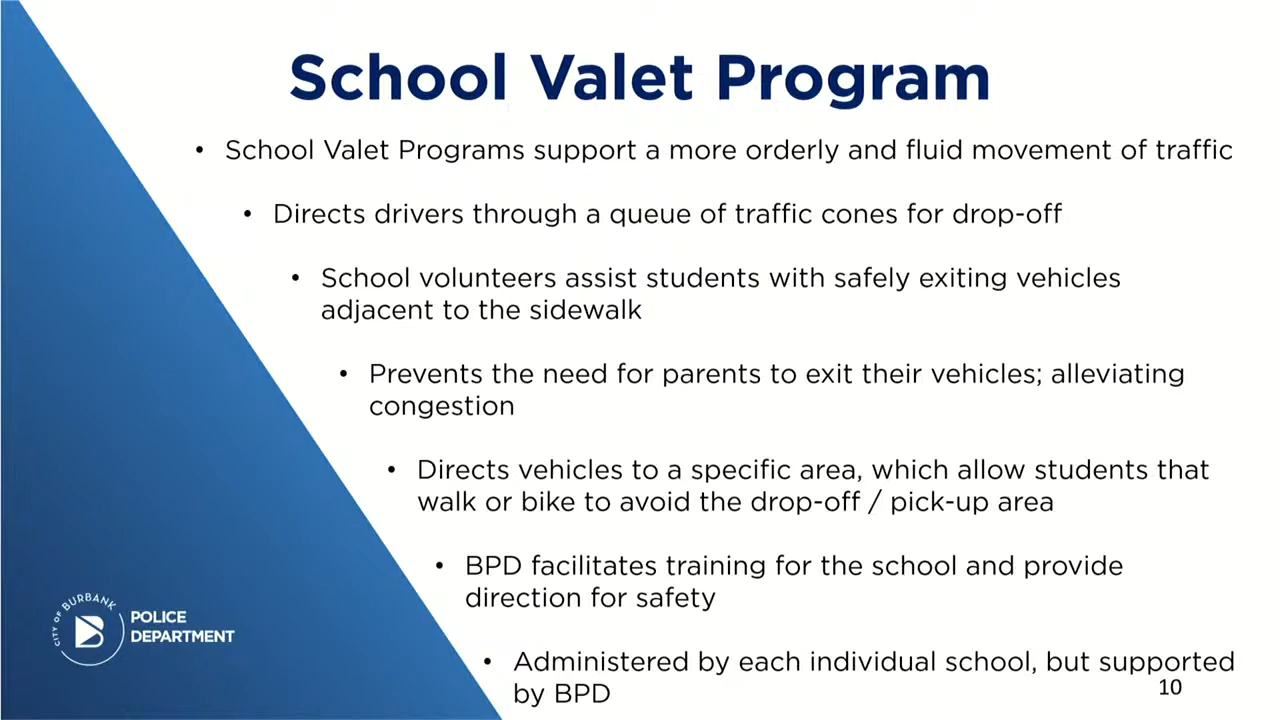 School Valet Program
• School Valet Programs support a more orderly and fluid movement of traffic
• Directs drivers through a queue of traffic cones for drop-off
• School volunteers assist students with safely exiting vehicles
adjacent to the sidewalk
• Prevents the need for parents to exit their vehicles; alleviating
congestion
• Directs vehicles to a specific area, which allow students that
walk or bike to avoid the drop-off / pick-up area
• BPD facilitates training for the school and provide
direction for safety
• Administered by each individual school, but supported
by BPD
CITY OF BURBANK
POLICE
DEPARTMENT
10